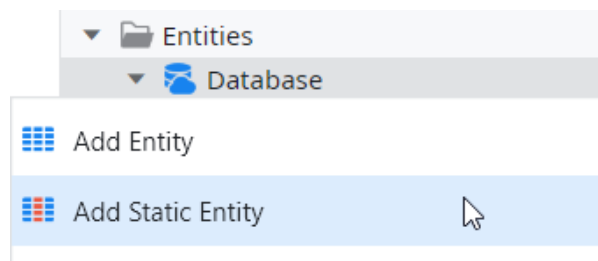 Entities
Database
Add Entity
Add Static Entity